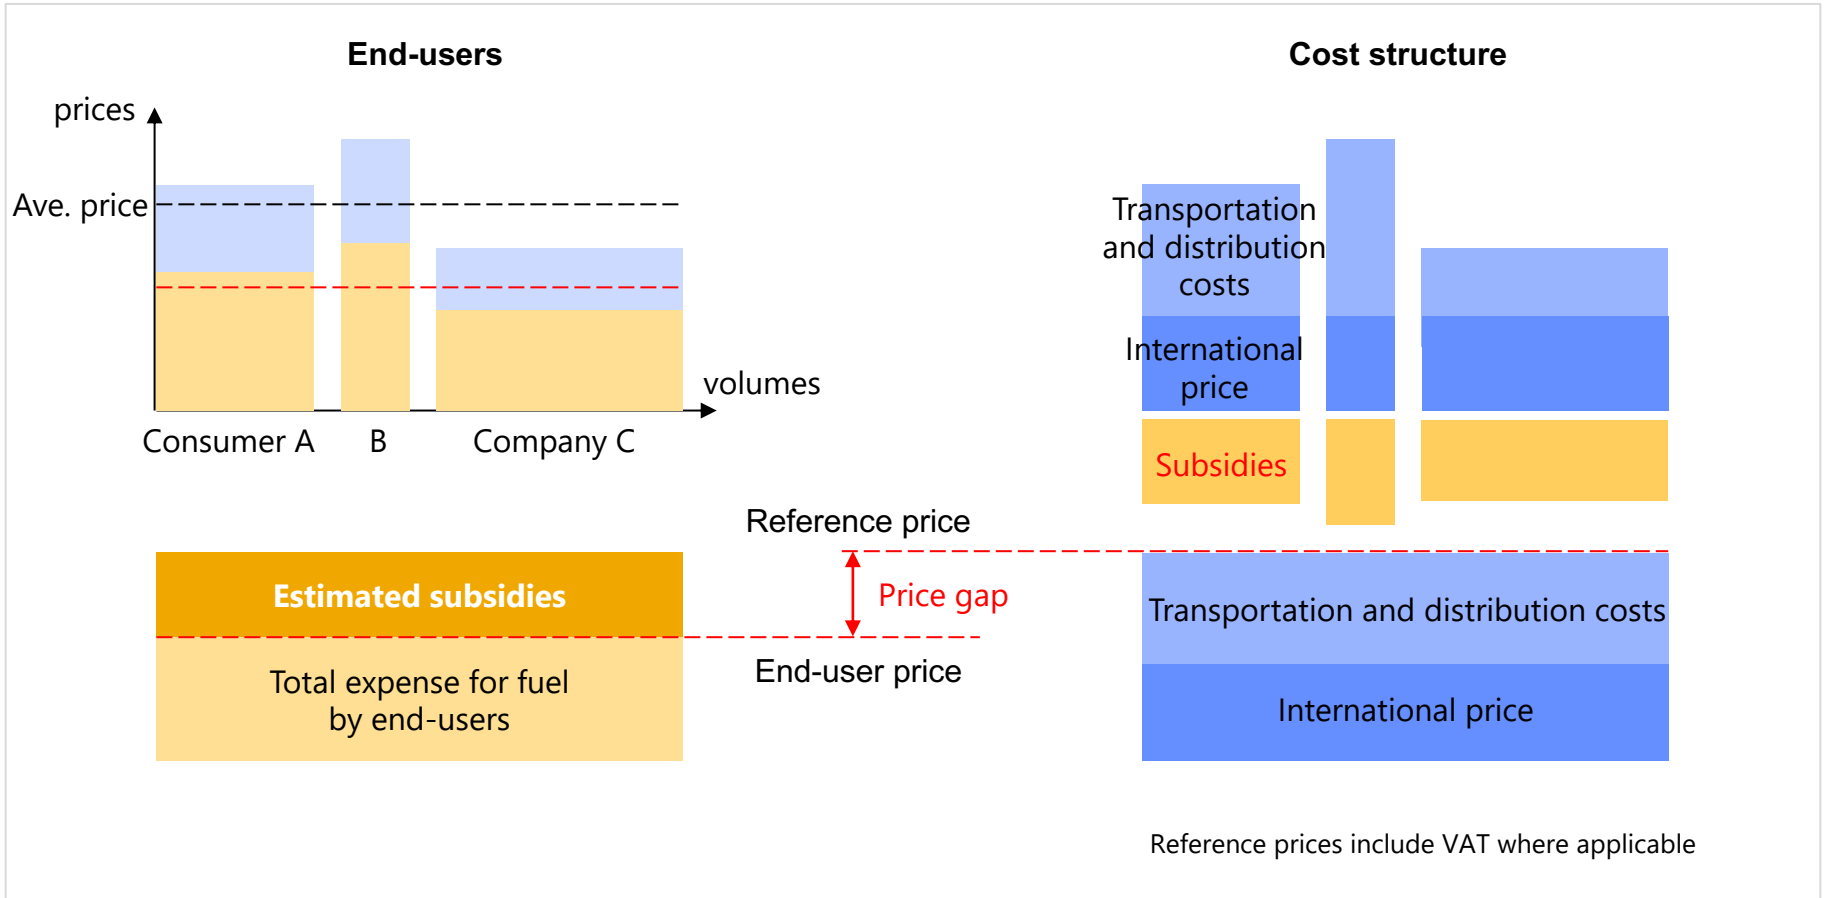 End-users
prices
Ave. price
volumes
Consumer A
B
Company C
Cost structure
Transportation
and distribution
costs
International
price
Subsidies
Reference price
Price gap
End-user price
Estimated subsidies
Total expense for fuel
by end-users
Transportation and distribution costs
International price
Reference prices include VAT where applicable